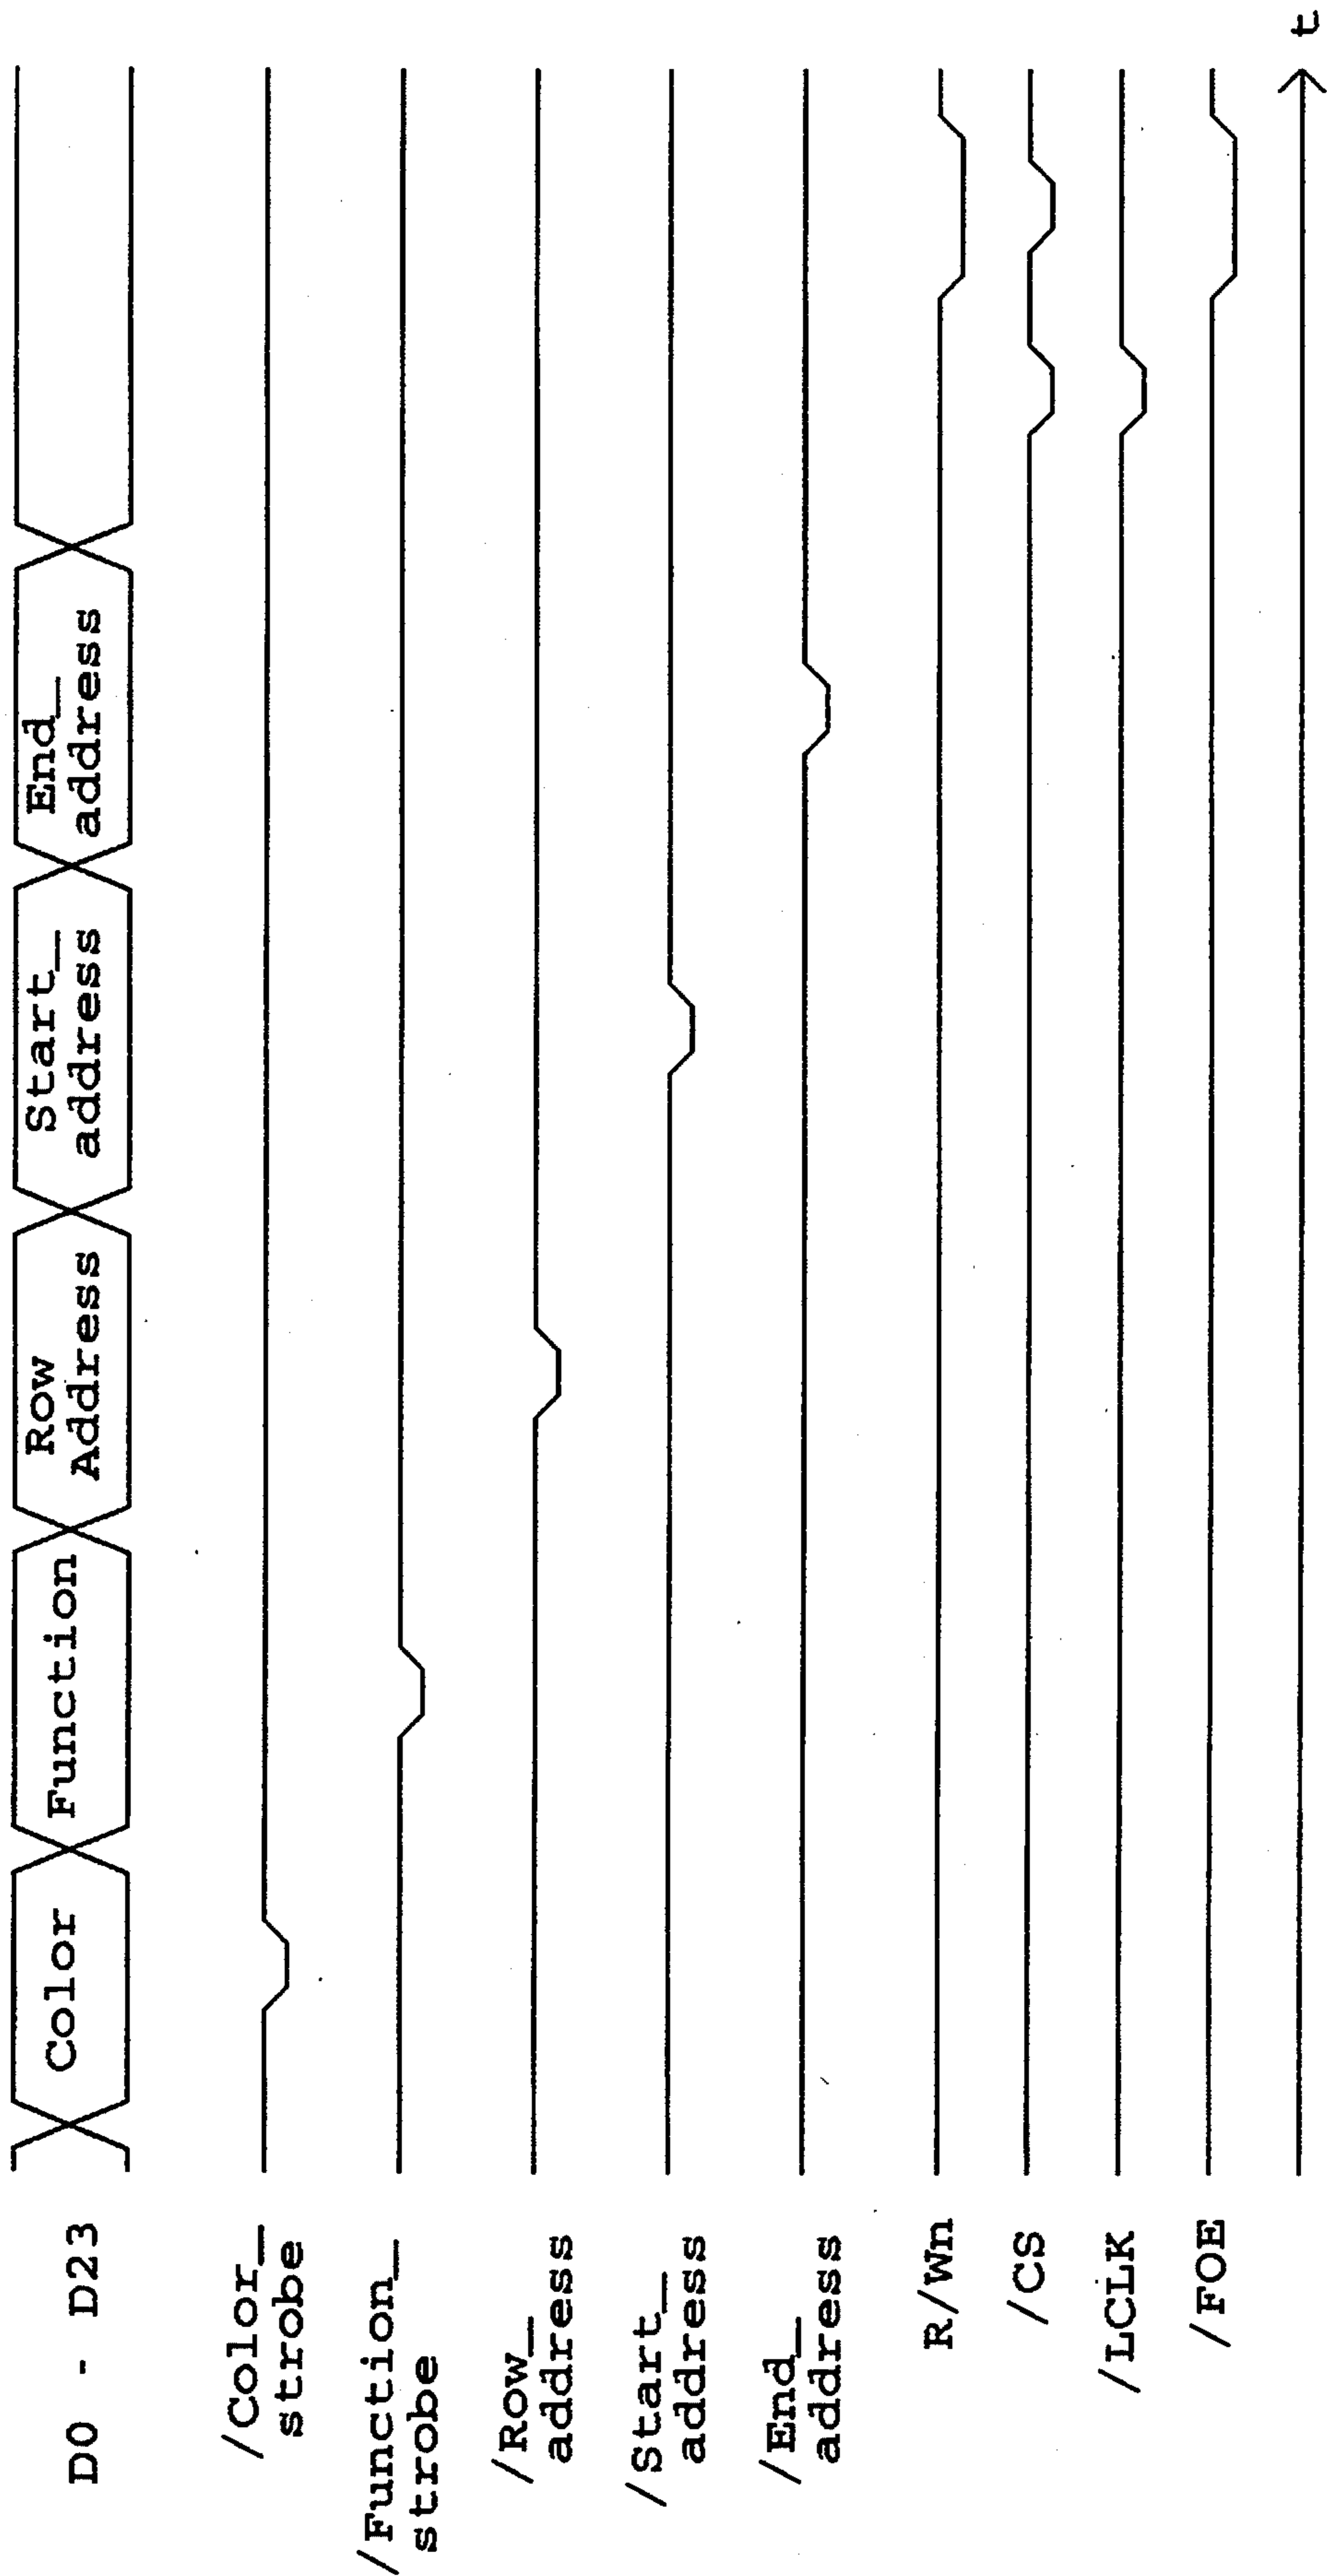 D0 - D23
Color
Function
Row
Address
Start_
address
End_
address
/Color_
strobe
/Function_
strobe
/Row_
address
/Start_
address
/End_
address
R/Wn
/CS
/LCLK
/FOE
t